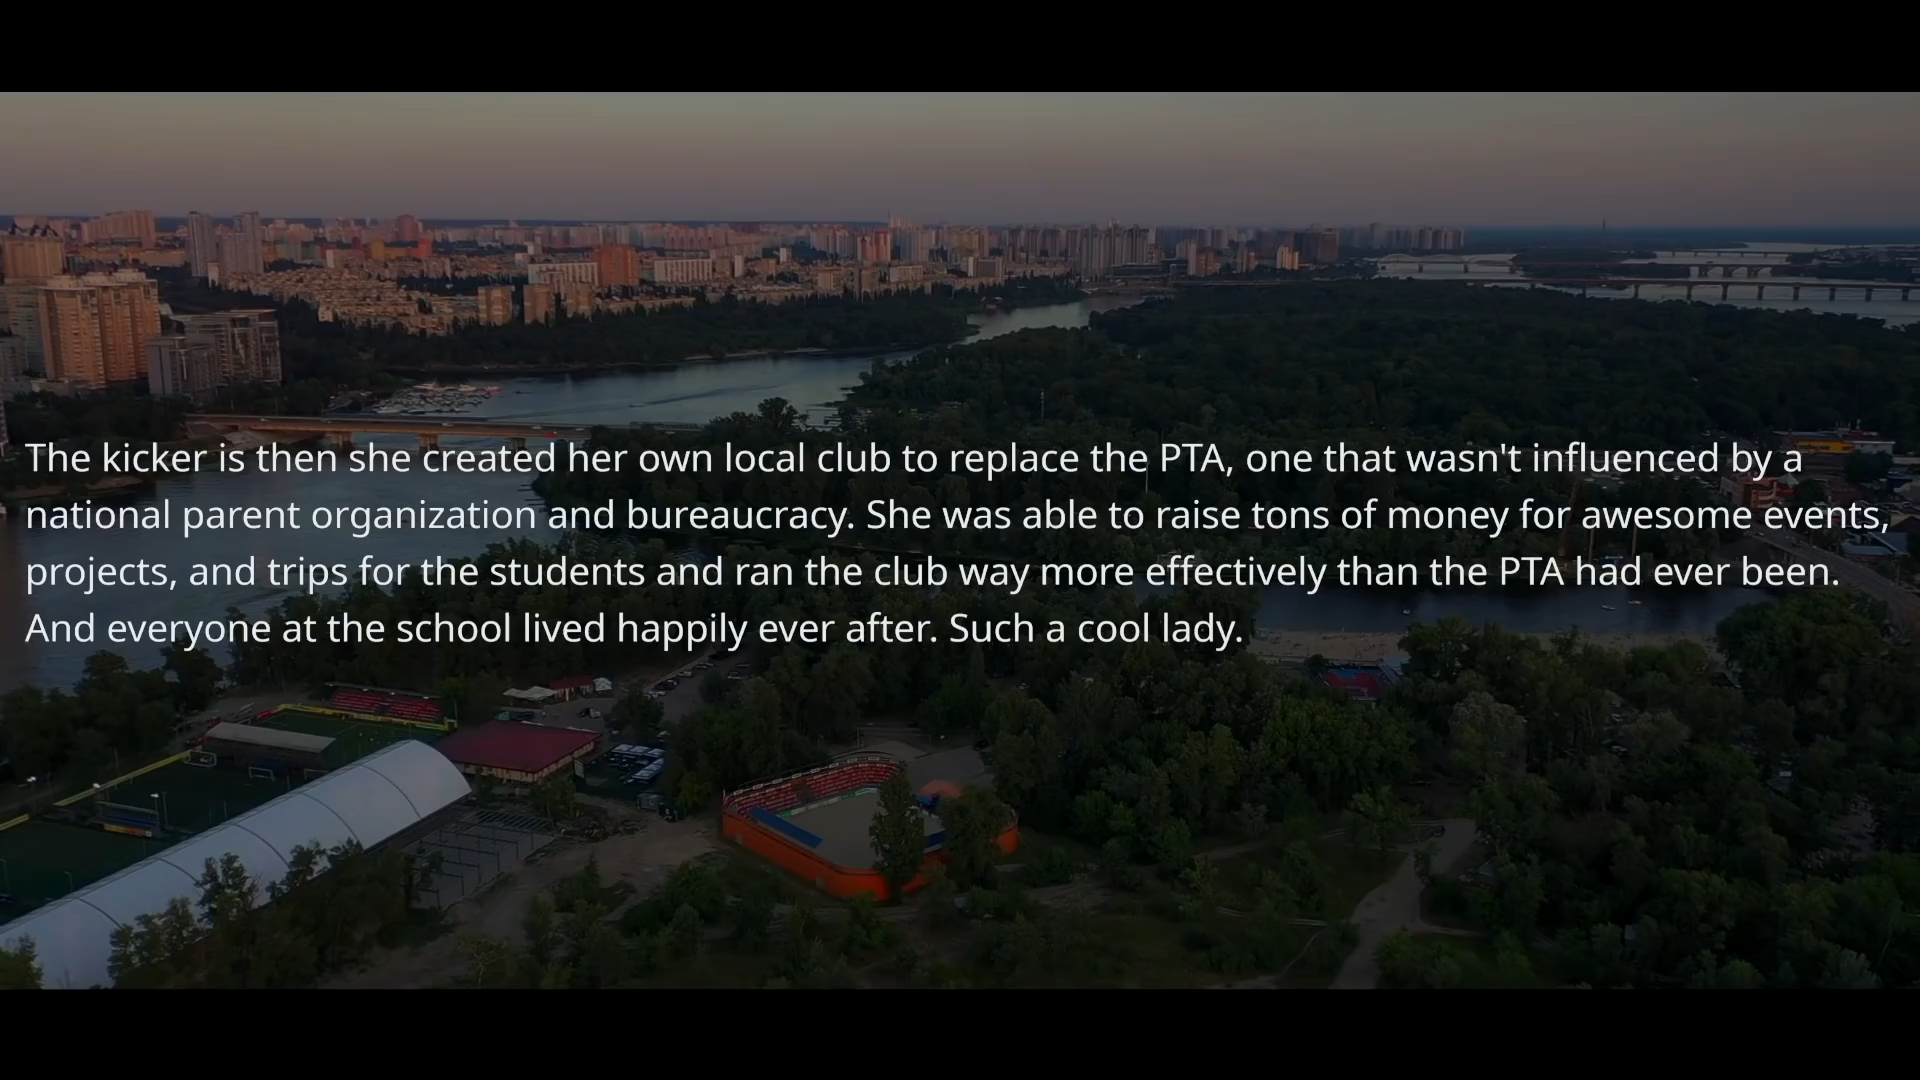 The kicker is then she created her own local club to replace the PTA, one that wasn't influenced by a
national parent organization and bureaucracy. She was able to raise tons of money for awesome events,
projects, and trips for the students and ran the club way more effectively than the PTA had ever been.
And everyone at the school lived happily ever after. Such a cool lady.